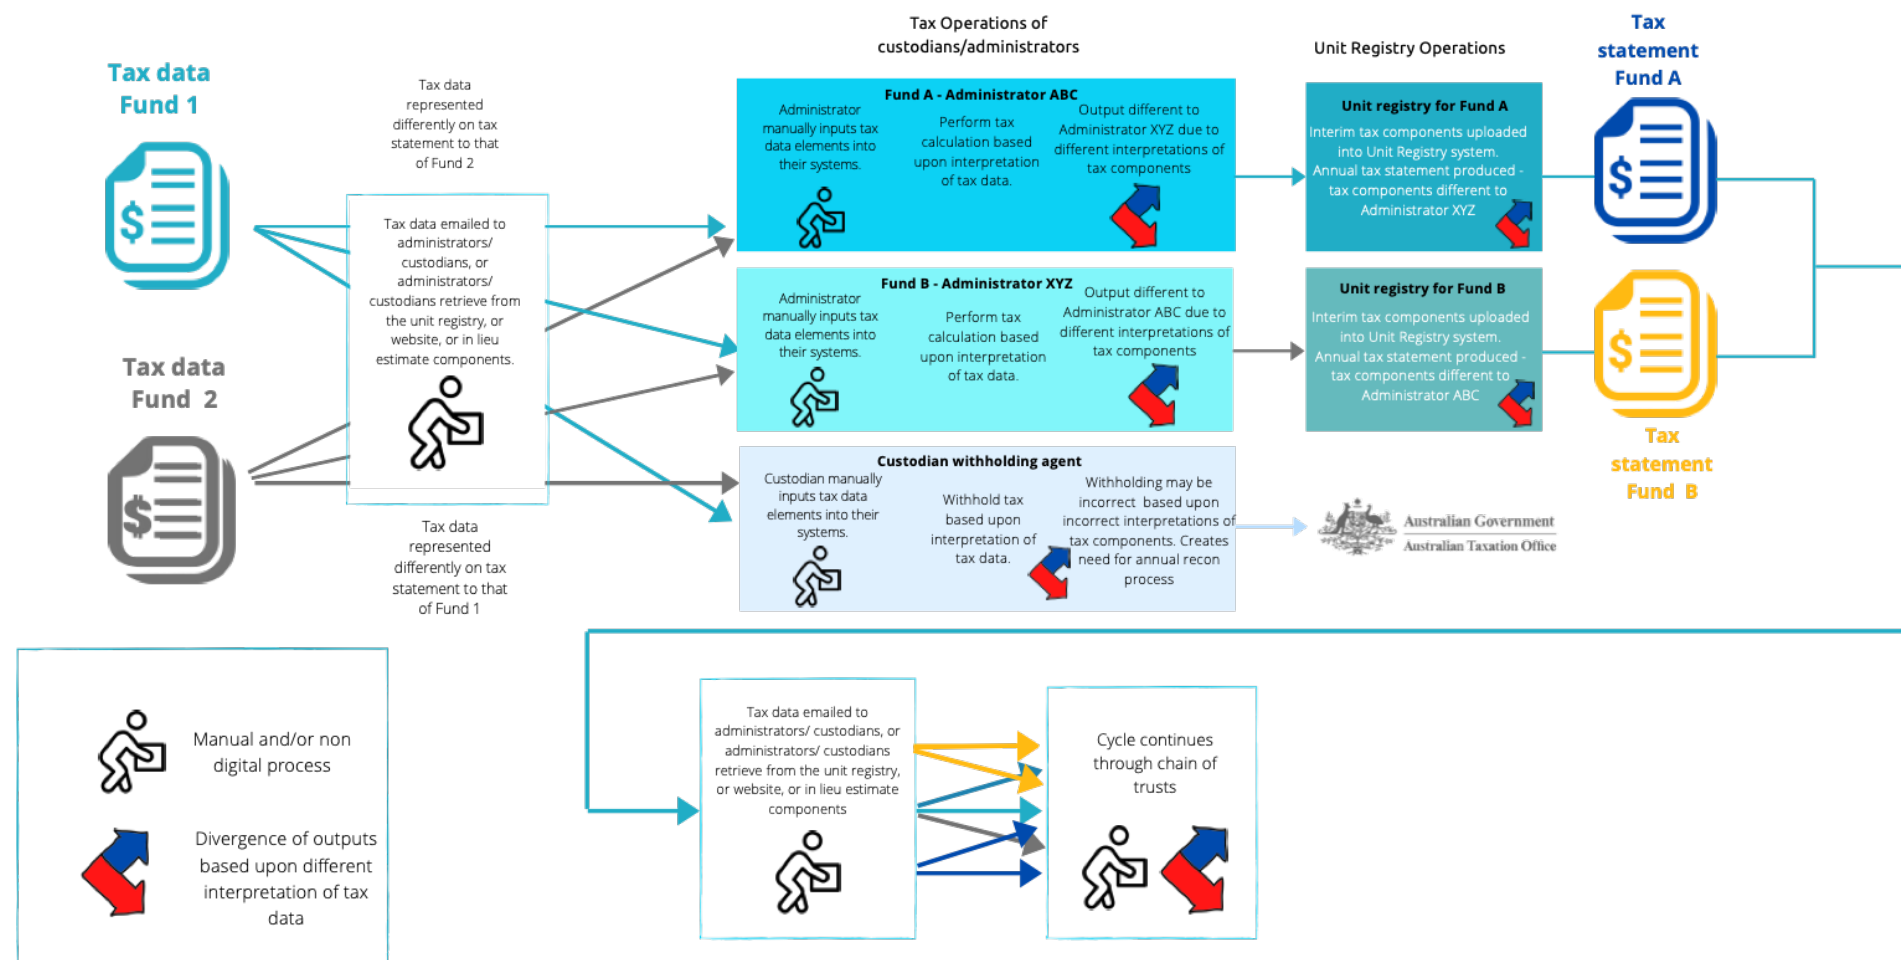 Tax Operations of
custodians/administrators
Unit Registry Operations
Tax
statement
Fund A
Tax data
Fund 1
Tax data
represented
differently on tax
statement to that
of Fund 2
Tax data emailed to
administrators/
custodians, or
administrators/
custodians retrieve from
the unit registry, or
website, or in lieu
estimate components.
Tax data
Fund 2
Tax data
represented
differently on tax
statement to that
of Fund 1
Fund A - Administrator ABC
Administrator
manually inputs tax
data elements into
their systems.
Perform tax
calculation based
upon interpretation
of tax data.
Output different to
Administrator XYZ due to
different interpretations of
tax components
Unit registry for Fund A
Interim tax components uploaded
into Unit Registry system.
Annual tax statement produced -
tax components different to
Administrator XYZ
Fund B - Administrator XYZ
Administrator
manually inputs tax
data elements into
their systems.
Perform tax
calculation based
upon interpretation
of tax data.
Output different to
Administrator ABC due to
different interpretations of
tax components
Unit registry for Fund B
Interim tax components uploaded
into Unit Registry system.
Annual tax statement produced -
tax components different to
Administrator ABC
Tax
statement
Fund B
Custodian withholding agent
Custodian manually
inputs tax data
elements into their
systems.
Withhold tax
based upon
interpretation of
tax data.
Withholding may be
incorrect based upon
incorrect interpretations of
tax components. Creates
need for annual recon
process
Australian Government
Australian Taxation Office
Manual and/or non
digital process
Divergence of outputs
based upon different
interpretation of tax
data
Tax data emailed to
administrators/ custodians, or
administrators/ custodians
retrieve from the unit registry,
or website, or in lieu estimate
components
Cycle continues
through chain of
trusts